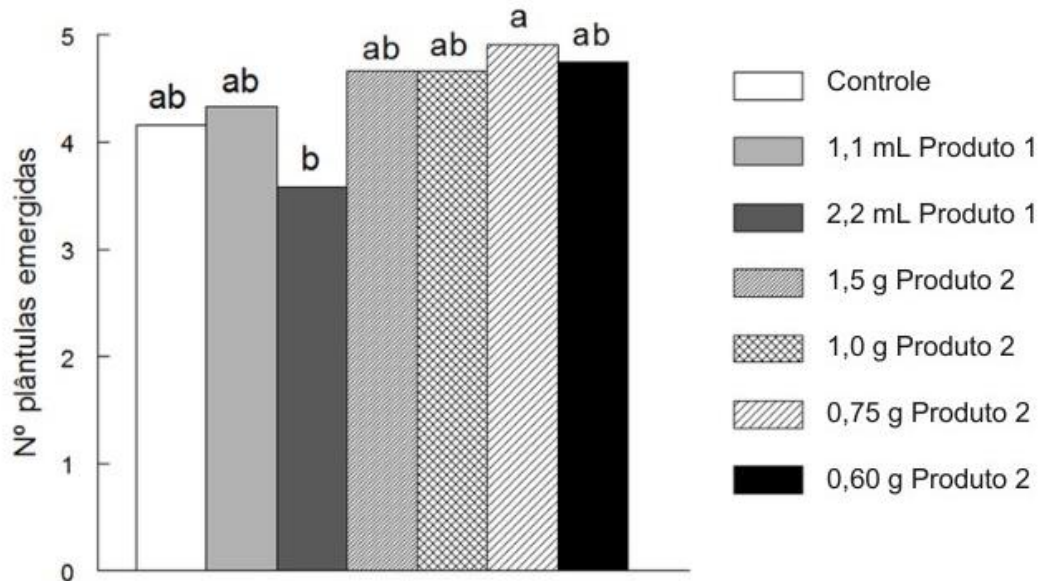 Nº plântulas emergidas
5
4
3
2
1
0
ab
ab
b
ab
ab
a
ab
Controle
1,1 mL Produto 1
2,2 mL Produto 1
1,5 g Produto 2
1,0 g Produto 2
0,75 g Produto 2
0,60 g Produto 2